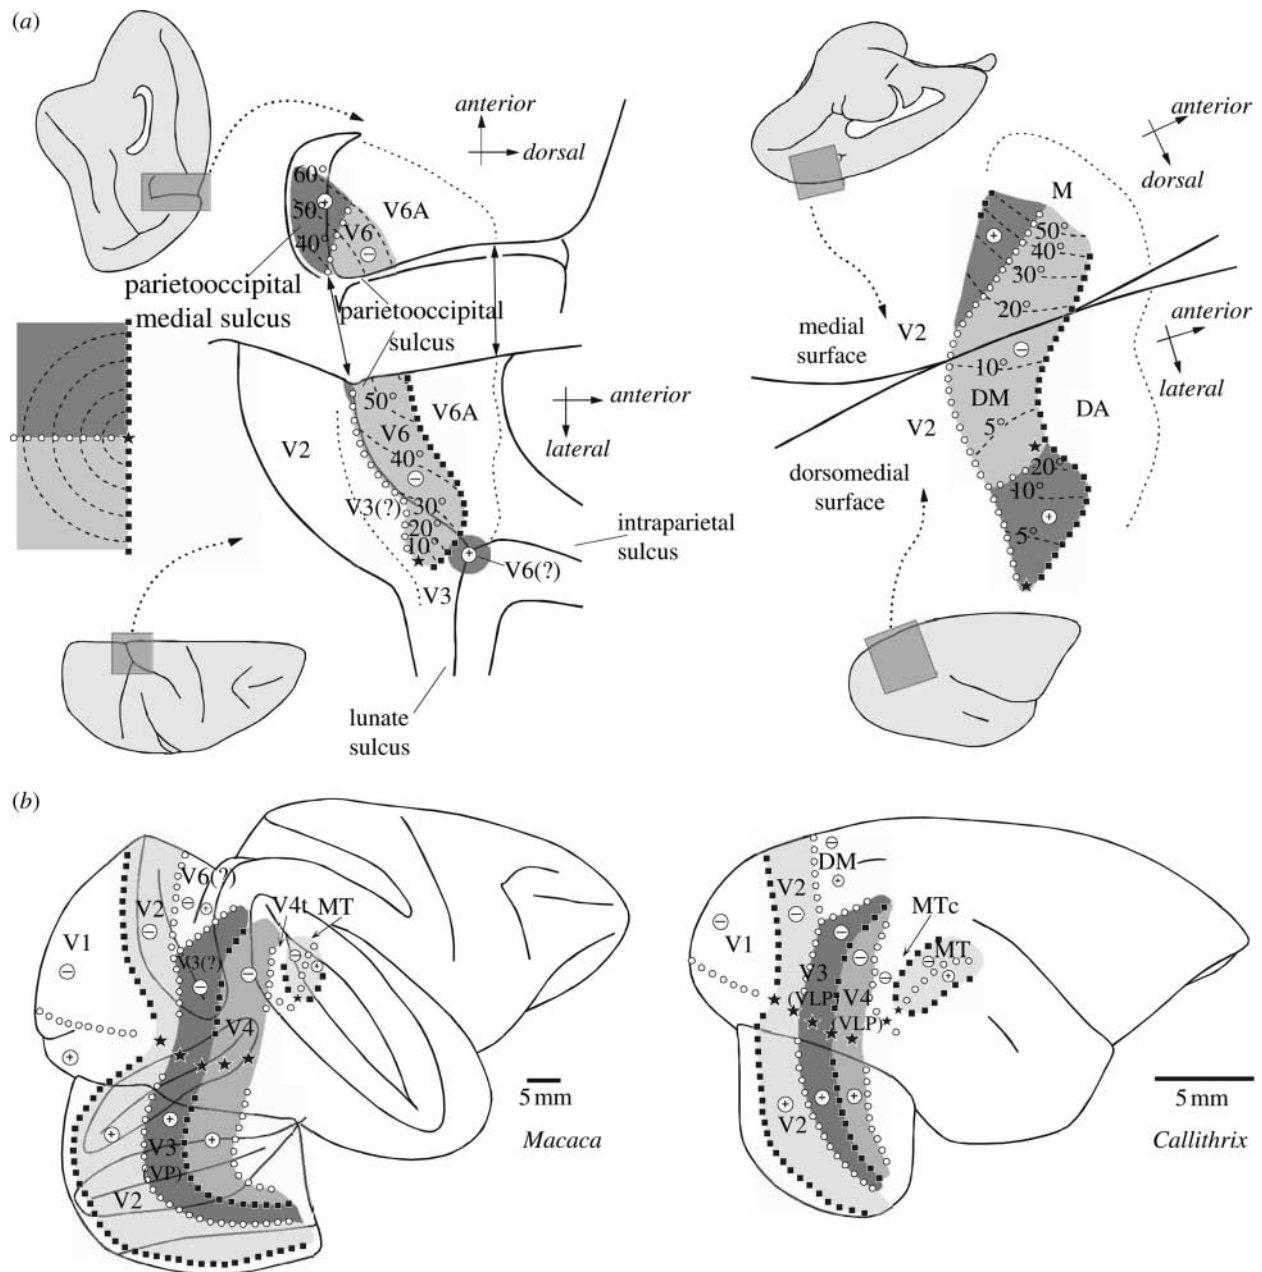 (a)
anterior
dorsal
60°
50°
40°
+
V6
−
V6A
parietooccipital
medial sulcus
parietooccipital
sulcus
50°
V6
40°
−
30°
20°
10°
V6A
V2
V3(?)
V3
+
V6(?)
anterior
lateral
intraparietal
sulcus
lunate
sulcus
anterior
dorsal
M
+
50°
40°
30°
20°
−
10°
DM
5°
V2
medial
surface
V2
dorsomedial
surface
DA
20°
10°
+
5°
anterior
lateral
(b)
V6(?)
− +
V2
−
V1
−
V3(?)
−
−
V4t
MT
−
+
V4
+
+
+
+
V3
(VP)
V2
5 mm
Macaca
−
DM
+
V2
−
−
V1
−
−
−
MTc
MT
−
+
V3
(VLP)
V4
(VLP)
+
+
+
V2
5 mm
Callithrix